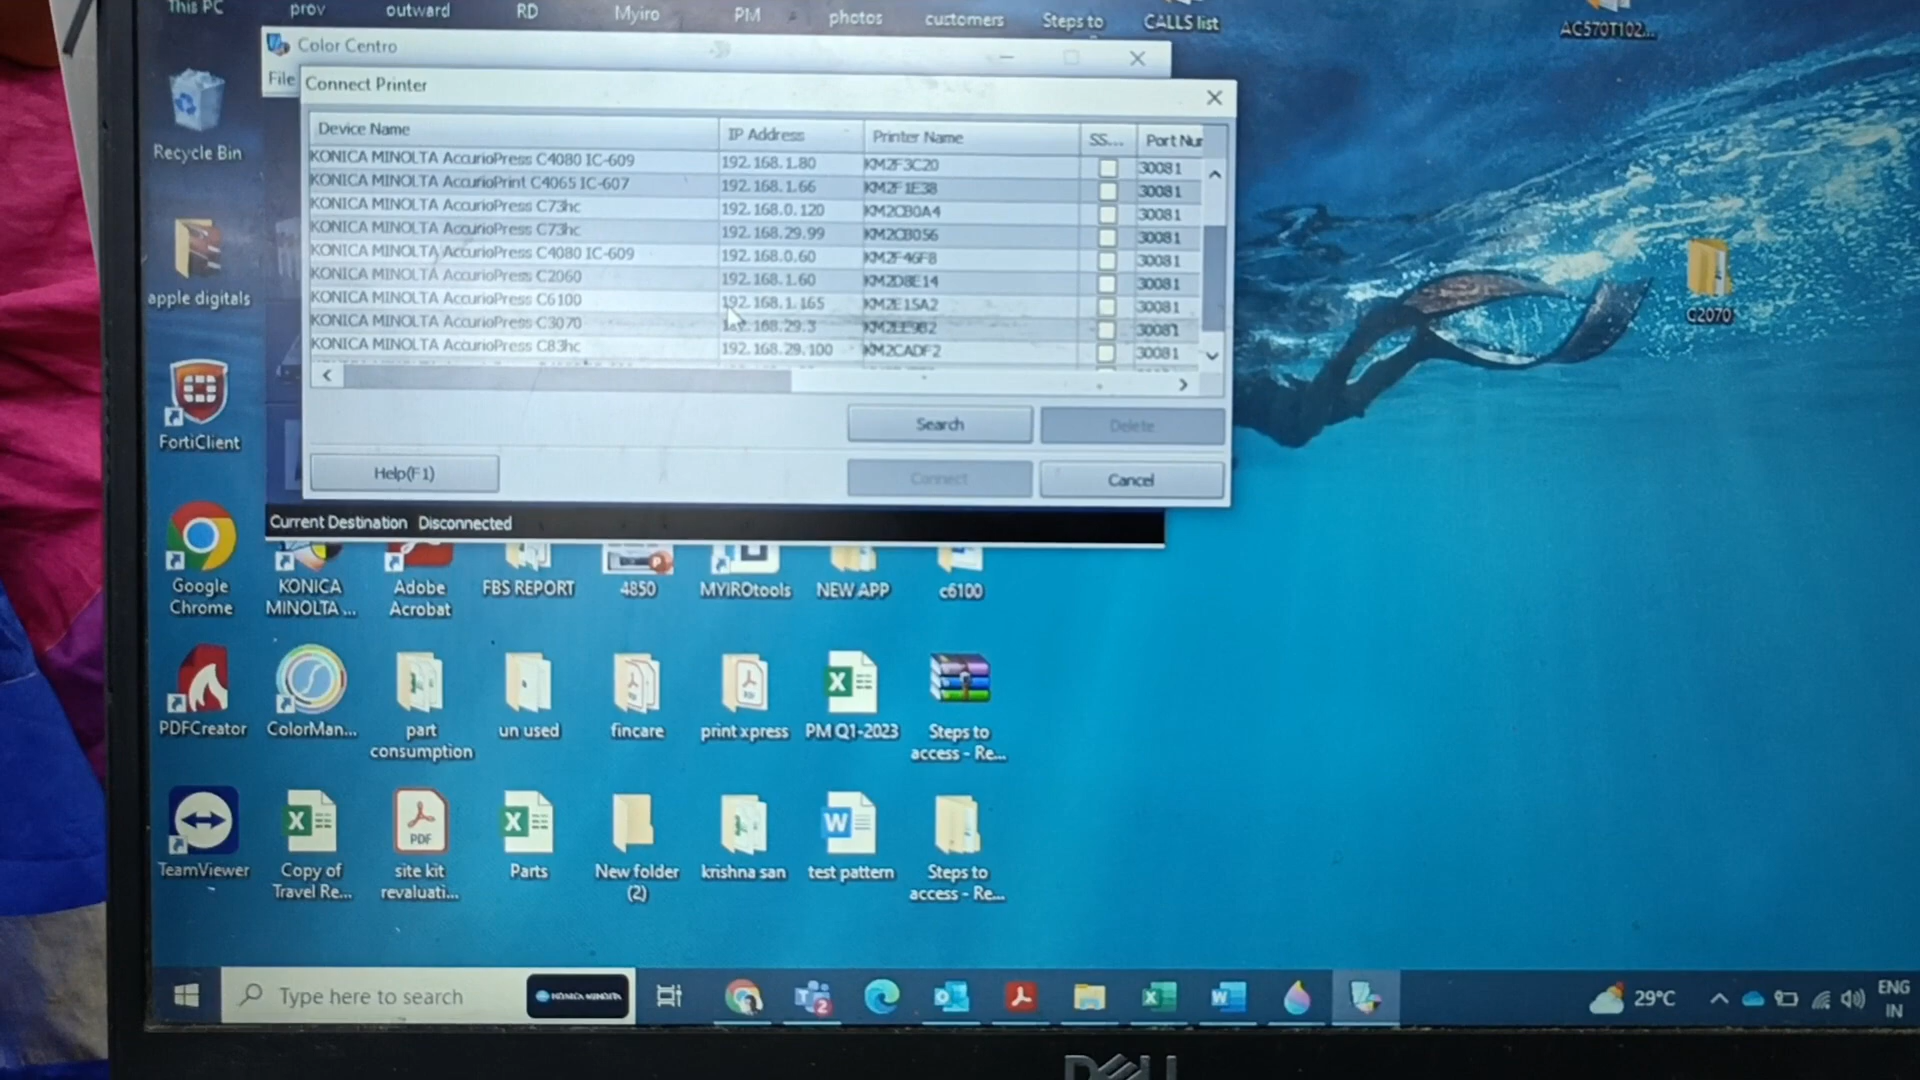 This PC
prov
outward
RD
Myiro
PM
photos
customers
Steps to
CALLS list
AC570T102...
Color Centro
File
Connect Printer
Device Name IP Address Printer Name SS... Port Nur
KONICA MINOLTA AccurioPress C4080 IC-609 192.168.1.80 KM2F3C20 30081
KONICA MINOLTA AccurioPrint C4065 IC-607 192.168.1.66 KM2F1E38 30081
KONICA MINOLTA AccurioPress C73hc 192.168.0.120 KM2CB0A4 30081
KONICA MINOLTA AccurioPress C73hc 192.168.29.99 KM2CB056 30081
KONICA MINOLTA AccurioPress C4080 IC-609 192.168.0.60 KM2F46F8 30081
KONICA MINOLTA AccurioPress C2060 192.168.1.60 KM2D8E14 30081
KONICA MINOLTA AccurioPress C6100 192.168.1.165 KM2E15A2 30081
KONICA MINOLTA AccurioPress C3070 192.168.29.3 30081
KONICA MINOLTA AccurioPress C83hc 192.168.29.100 KM2CADF2 30081
Search Delete
Help(F1) Connect Cancel
Current Destination Disconnected
Recycle Bin
apple digitals
FortiClient
C2070
Google
Chrome
KONICA
MINOLTA ...
Adobe
Acrobat
FBS REPORT
4850
MYIROtools
NEW APP
c6100
PDFCreator
ColorMan...
part
consumption
un used
fincare
print xpress
PM Q1-2023
Steps to
access - Re...
TeamViewer
Copy of
Travel Re...
PDF
site kit
revaluati...
Parts
New folder
(2)
krishna san
test pattern
Steps to
access - Re...
Type here to search
KONICA MINOLTA
2
29°C
ENG
IN
DELL